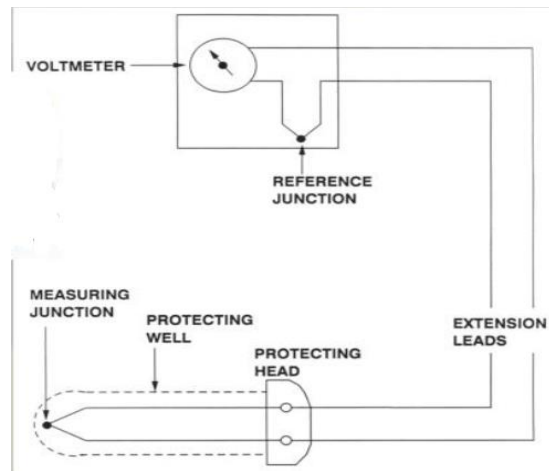 VOLTMETER
REFERENCE
JUNCTION
MEASURING
JUNCTION
PROTECTING
WELL
PROTECTING
HEAD
EXTENSION
LEADS